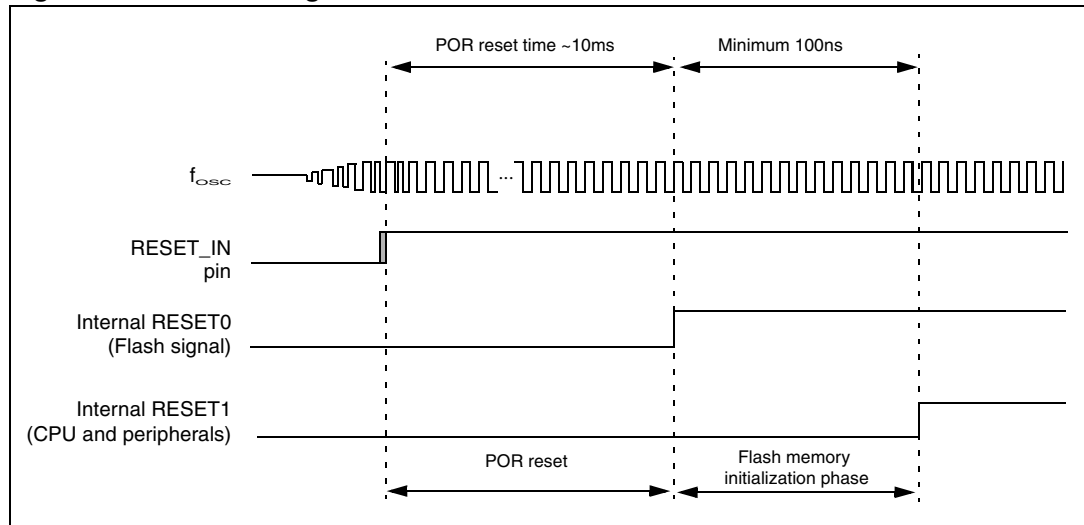 POR reset time ~10ms
Minimum 100ns
fosc
...
RESET_IN
pin
Internal RESET0
(Flash signal)
Internal RESET1
(CPU and peripherals)
POR reset
Flash memory
initialization phase